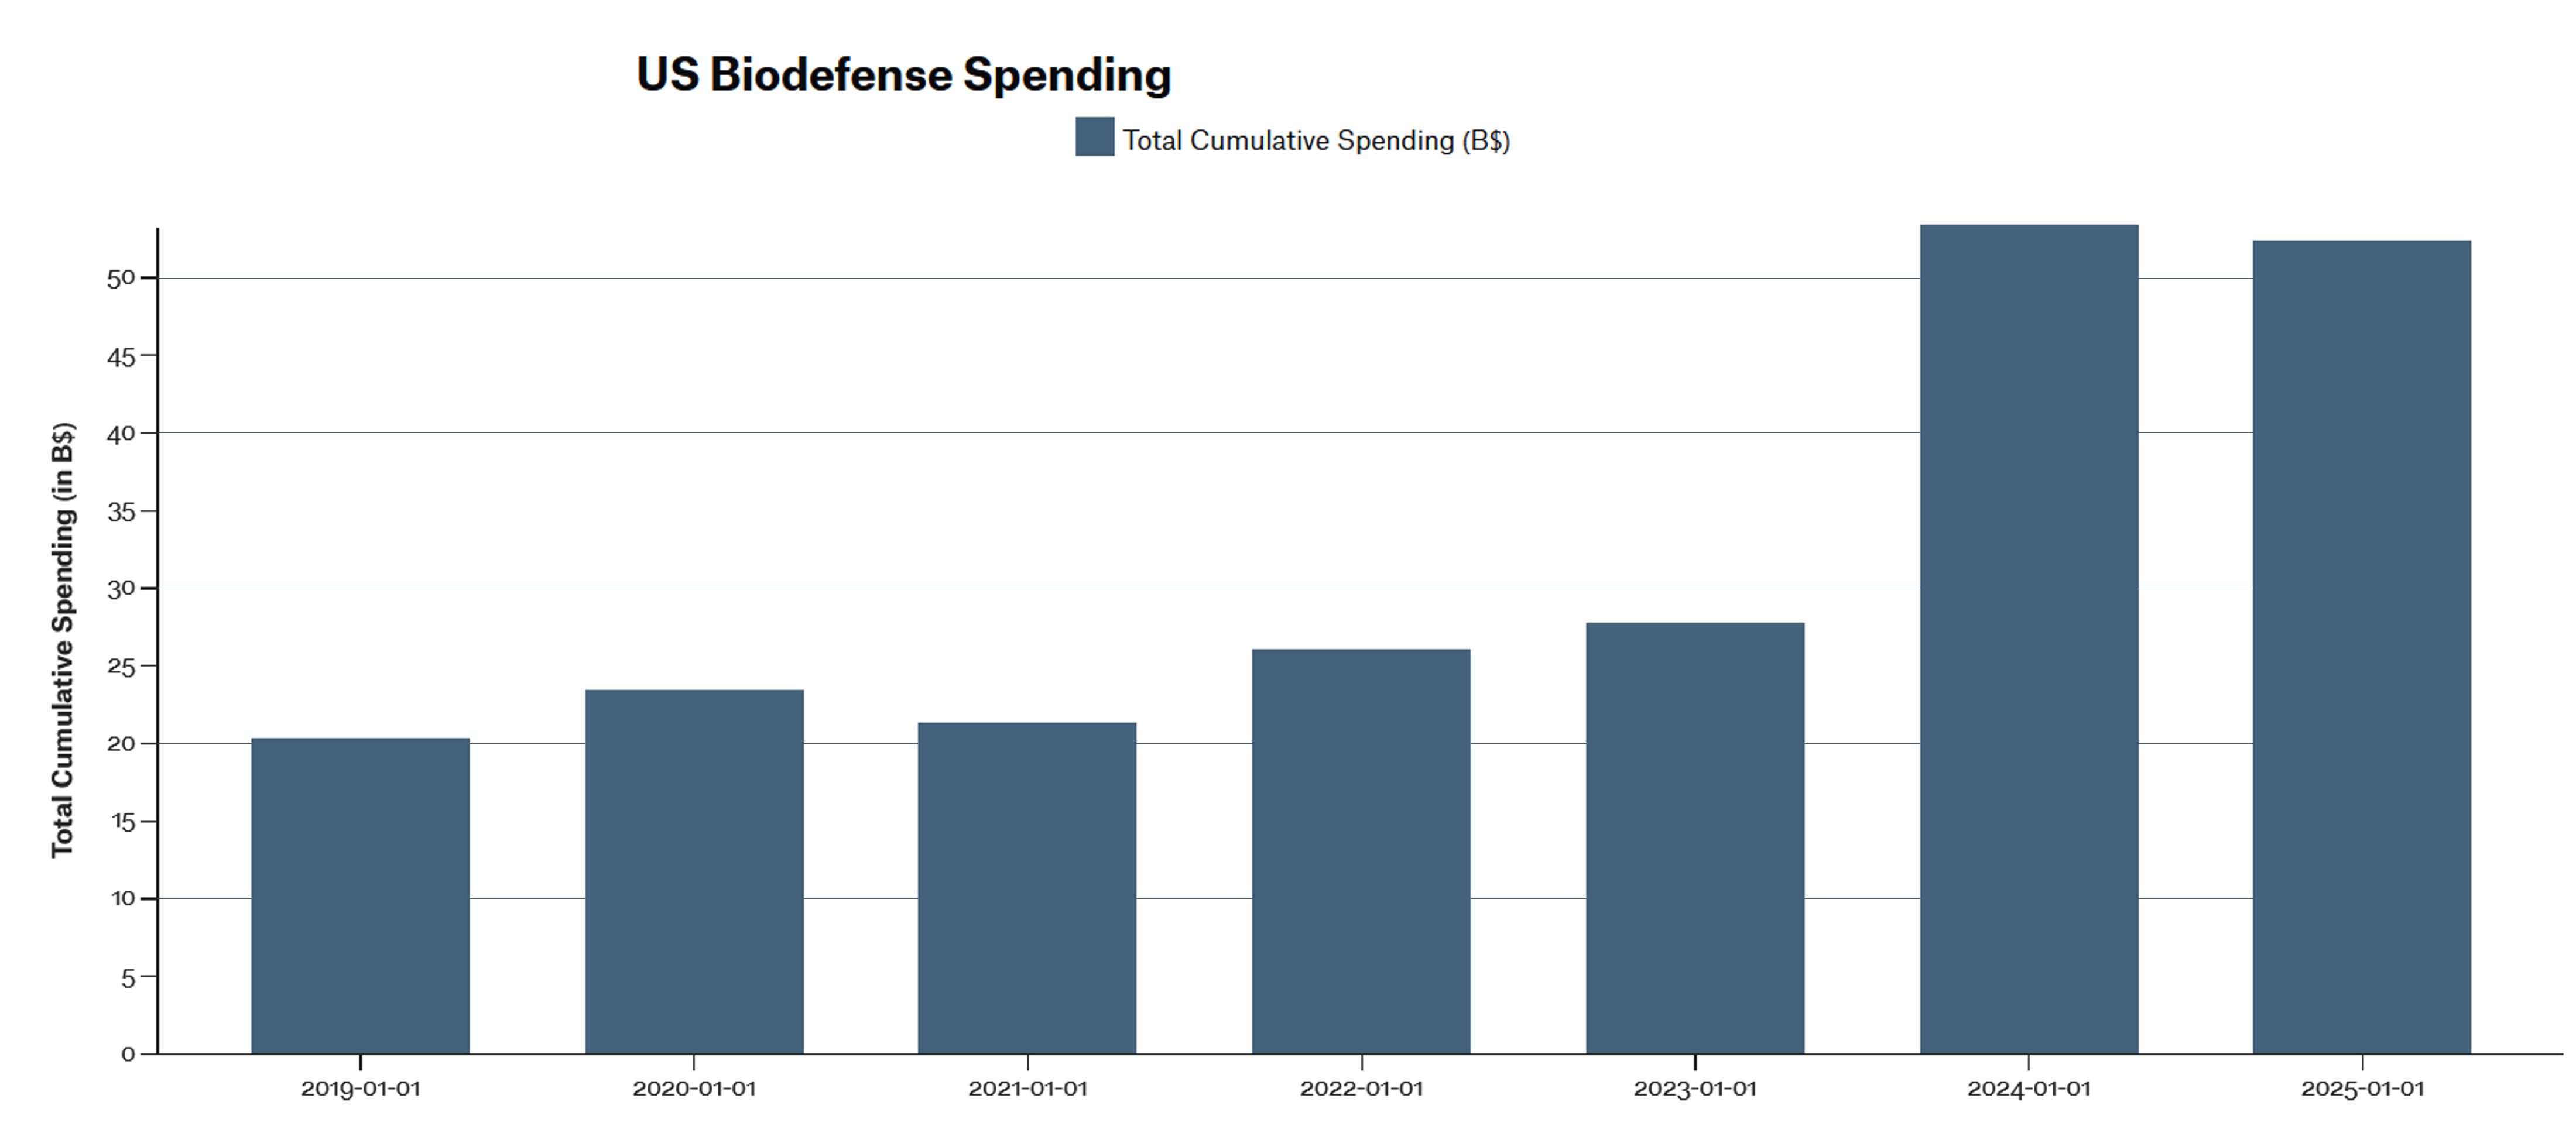 US Biodefense Spending
Total Cumulative Spending (B$)
Total Cumulative Spending (in B$)
50
45
40
35
30
25
20
15
10
5
0
2019-01-01 2020-01-01 2021-01-01 2022-01-01 2023-01-01 2024-01-01 2025-01-01